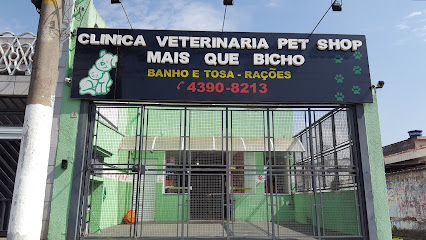 CLINICA VETERINARIA PET SHOP
MAIS QUE BICHO
BANHO E TOSA - RAÇÕES
4390-8213